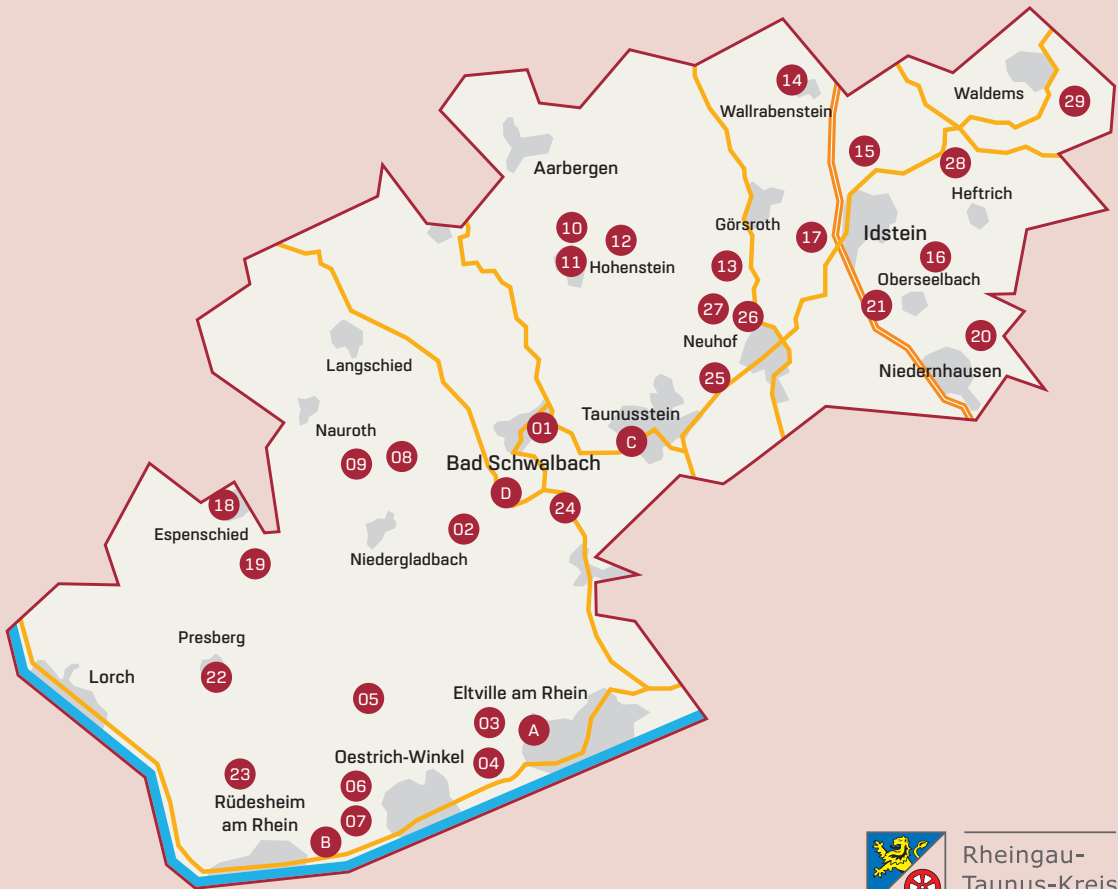 14
Waldems
29
Wallrabenstein
15
28
Aarbergen
Heftrich
10
12
Görsroth
17
Idstein
11
Hohenstein
13
16
Oberseelbach
27
26
21
20
Neuhof
Langschied
25
Niedernhausen
Taunusstein
01
C
Nauroth
09
08
Bad Schwalbach
D
24
18
Espenschied
02
Niedergladbach
19
Presberg
22
Lorch
05
Eltville am Rhein
03
A
Oestrich-Winkel
04
23
06
Rüdesheim
am Rhein
07
B
Rheingau-
Taunus-Kreis